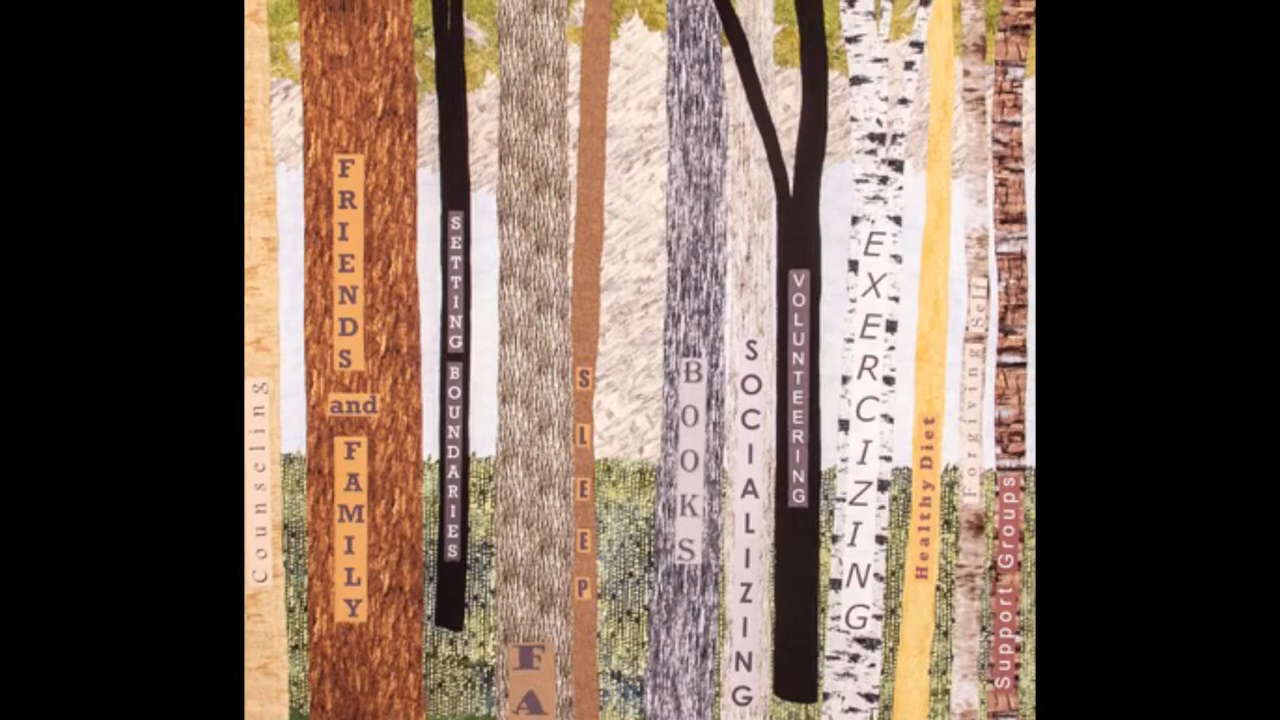 Counseling
FRIENDS
and
FAMILY
SETTING BOUNDARIES
FA
SLEEP
BOOKS
SOCIALIZING
VOLUNTEERING
EXERCIZING
Healthy Diet
Forgiving Self
Support Groups